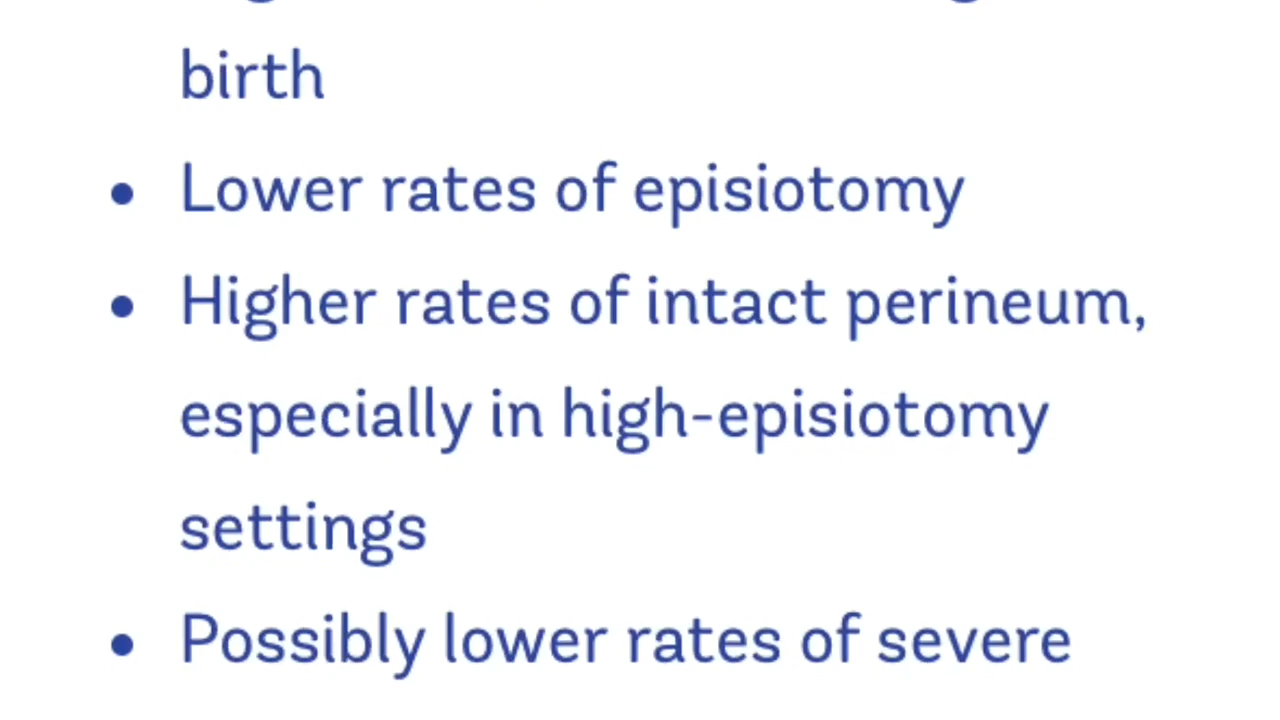 birth
• Lower rates of episiotomy
• Higher rates of intact perineum,
especially in high-episiotomy
settings
• Possibly lower rates of severe